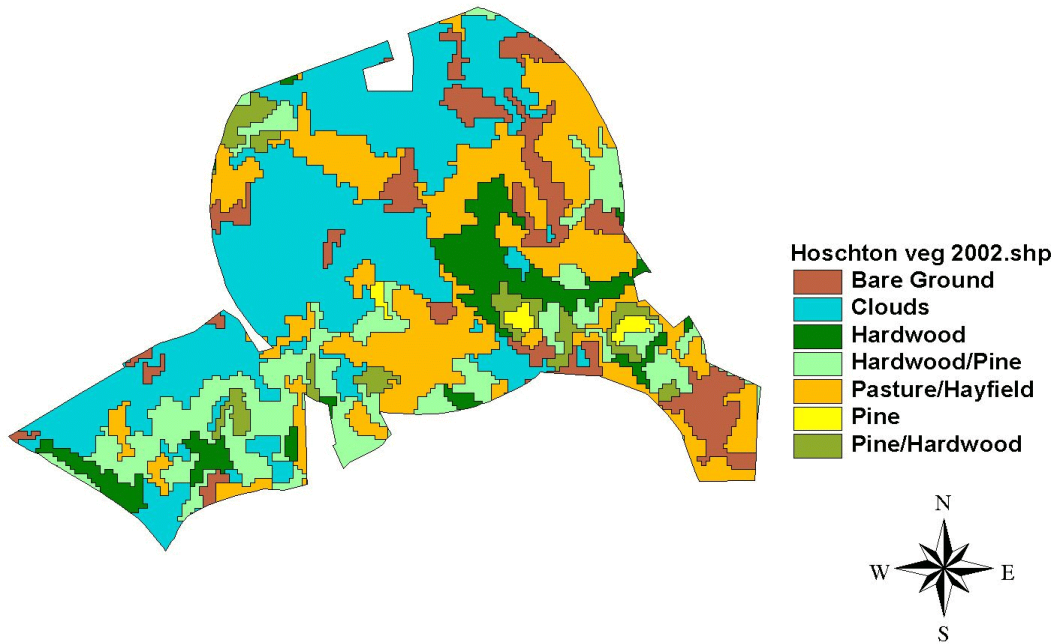 Hoschton veg 2002.shp
Bare Ground
Clouds
Hardwood
Hardwood/Pine
Pasture/Hayfield
Pine
Pine/Hardwood
N
W E
S